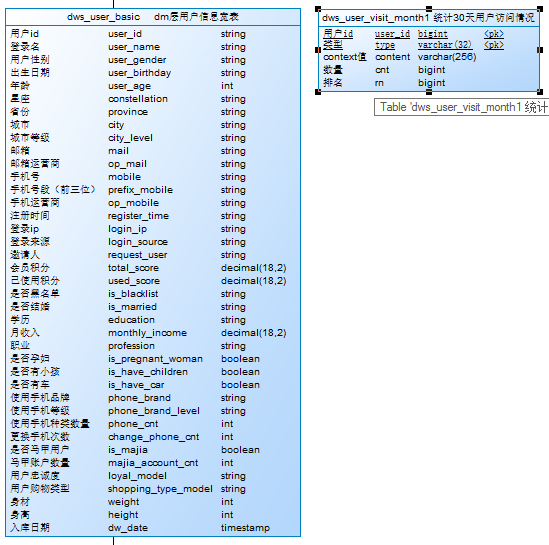 dws_user_basic dm层用户信息宽表
用户id user_id string
登录名 user_name string
用户性别 user_gender string
出生日期 user_birthday string
年龄 user_age int
星座 constellation string
省份 province string
城市 city string
城市等级 city_level string
邮箱 mail string
邮箱运营商 op_mail string
手机号 mobile string
手机号段（前三位） prefix_mobile string
手机运营商 op_mobile string
注册时间 register_time string
登录ip login_ip string
登录来源 login_source string
邀请人 request_user string
会员积分 total_score decimal(18,2)
已使用积分 used_score decimal(18,2)
是否黑名单 is_blacklist string
是否结婚 is_married string
学历 education string
月收入 monthly_income decimal(18,2)
职业 profession string
是否孕妇 is_pregnant_woman boolean
是否有小孩 is_have_children boolean
是否有车 is_have_car boolean
使用手机品牌 phone_brand string
使用手机等级 phone_brand_level string
使用手机种类数量 phone_cnt int
更换手机次数 change_phone_cnt int
是否马甲用户 is_majia boolean
马甲账户数量 majia_account_cnt int
用户忠诚度 loyal_model string
用户购物类型 shopping_type_model string
身材 weight int
身高 height int
入库日期 dw_date timestamp
dws_user_visit_month1 统计30天用户访问情况
用户id user_id bigint <pk>
类型 type varchar(32) <pk>
context值 content varchar(256)
数量 cnt bigint
排名 rn bigint
Table 'dws_user_visit_month1 统计